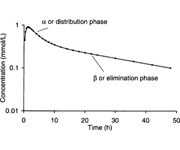 α or distribution phase
1
Concentration (mmol/L)
0.1
β or elimination phase
0.01
0 10 20 30 40 50
Time (h)